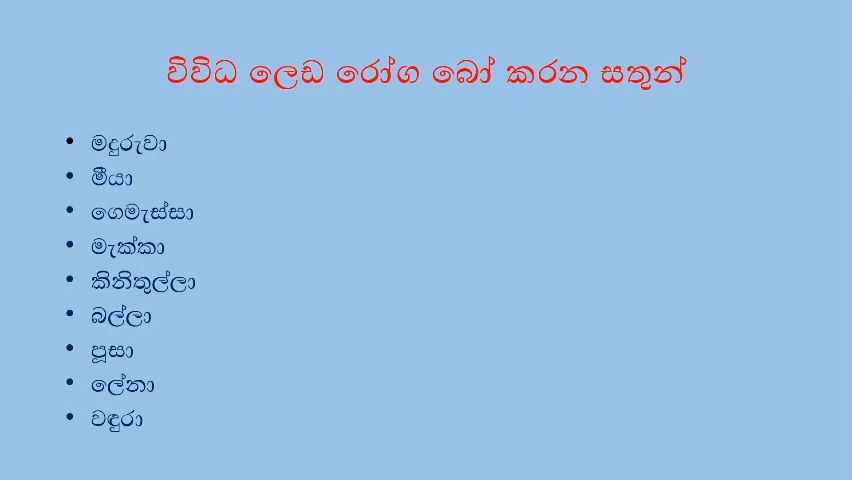 විවිධ ලෙඩ රෝග බෝ කරන සතුන්
• මදුරුවා
• මීයා
• ගෙමැස්සා
• මැක්කා
• කිනිතුල්ලා
• බල්ලා
• පූසා
• ලේනා
• වඳුරා